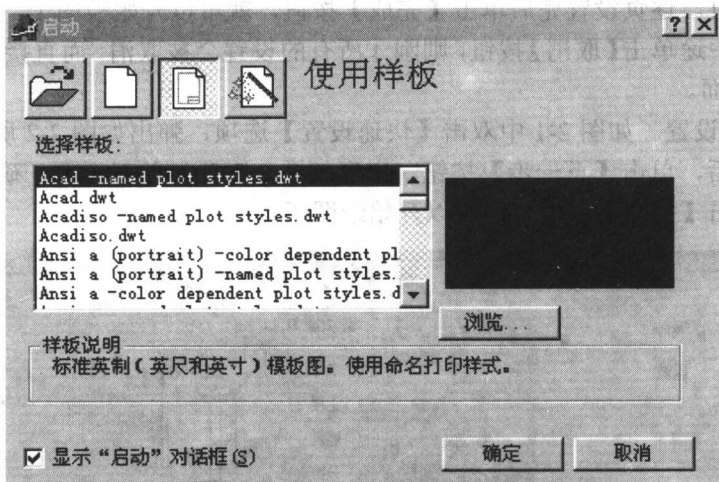 启动
使用样板
选择样板:
Acad -named plot styles.dwt
Acad.dwt
Acadiso -named plot styles.dwt
Acadiso.dwt
Ansi a (portrait) -color dependent pl
Ansi a (portrait) -named plot styles.
Ansi a -color dependent plot styles.d
浏览...
样板说明
标准英制(英尺和英寸)模板图。使用命名打印样式。
显示“启动”对话框(S)
确定 取消